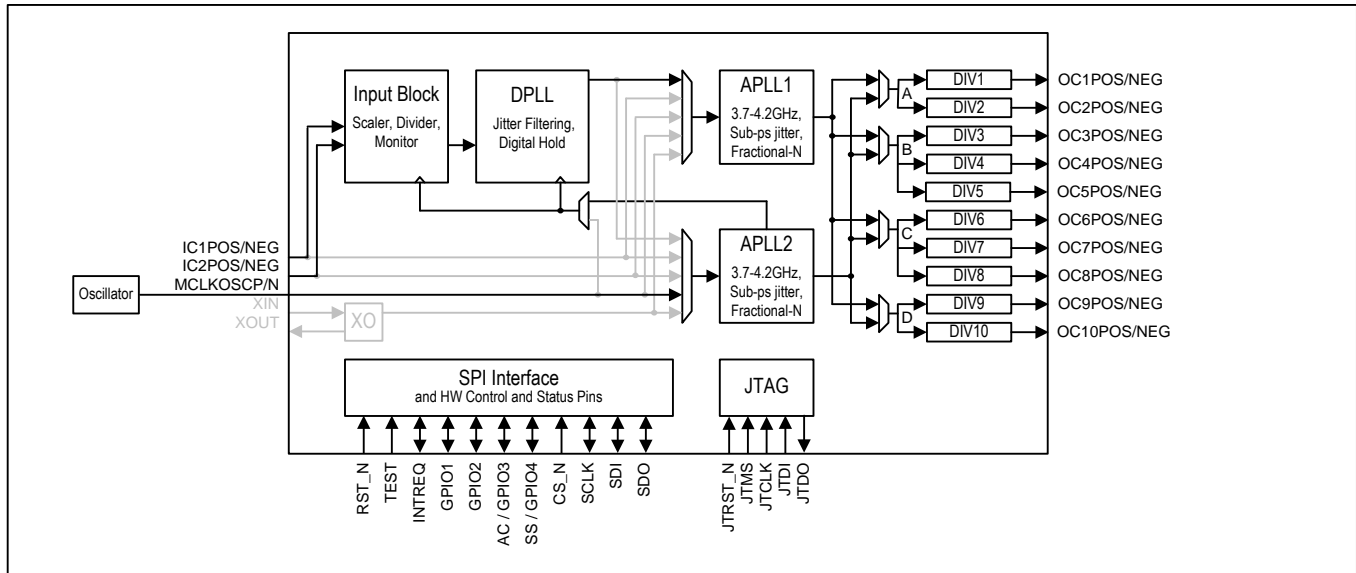 Input Block
Scaler, Divider,
Monitor
DPLL
Jitter Filtering,
Digital Hold
APLL1
3.7-4.2GHz,
Sub-ps jitter,
Fractional-N
APLL2
3.7-4.2GHz,
Sub-ps jitter,
Fractional-N
A
B
C
D
DIV1
DIV2
DIV3
DIV4
DIV5
DIV6
DIV7
DIV8
DIV9
DIV10
OC1POS/NEG
OC2POS/NEG
OC3POS/NEG
OC4POS/NEG
OC5POS/NEG
OC6POS/NEG
OC7POS/NEG
OC8POS/NEG
OC9POS/NEG
OC10POS/NEG
IC1POS/NEG
IC2POS/NEG
MCLKOSCP/N
XIN
XOUT
Oscillator
XO
SPI Interface
and HW Control and Status Pins
JTAG
RST_N
TEST
INTREQ
GPIO1
GPIO2
AC / GPIO3
SS / GPIO4
CS_N
SCLK
SDI
SDO
JTRST_N
JTMS
JTCLK
JTDI
JTDO